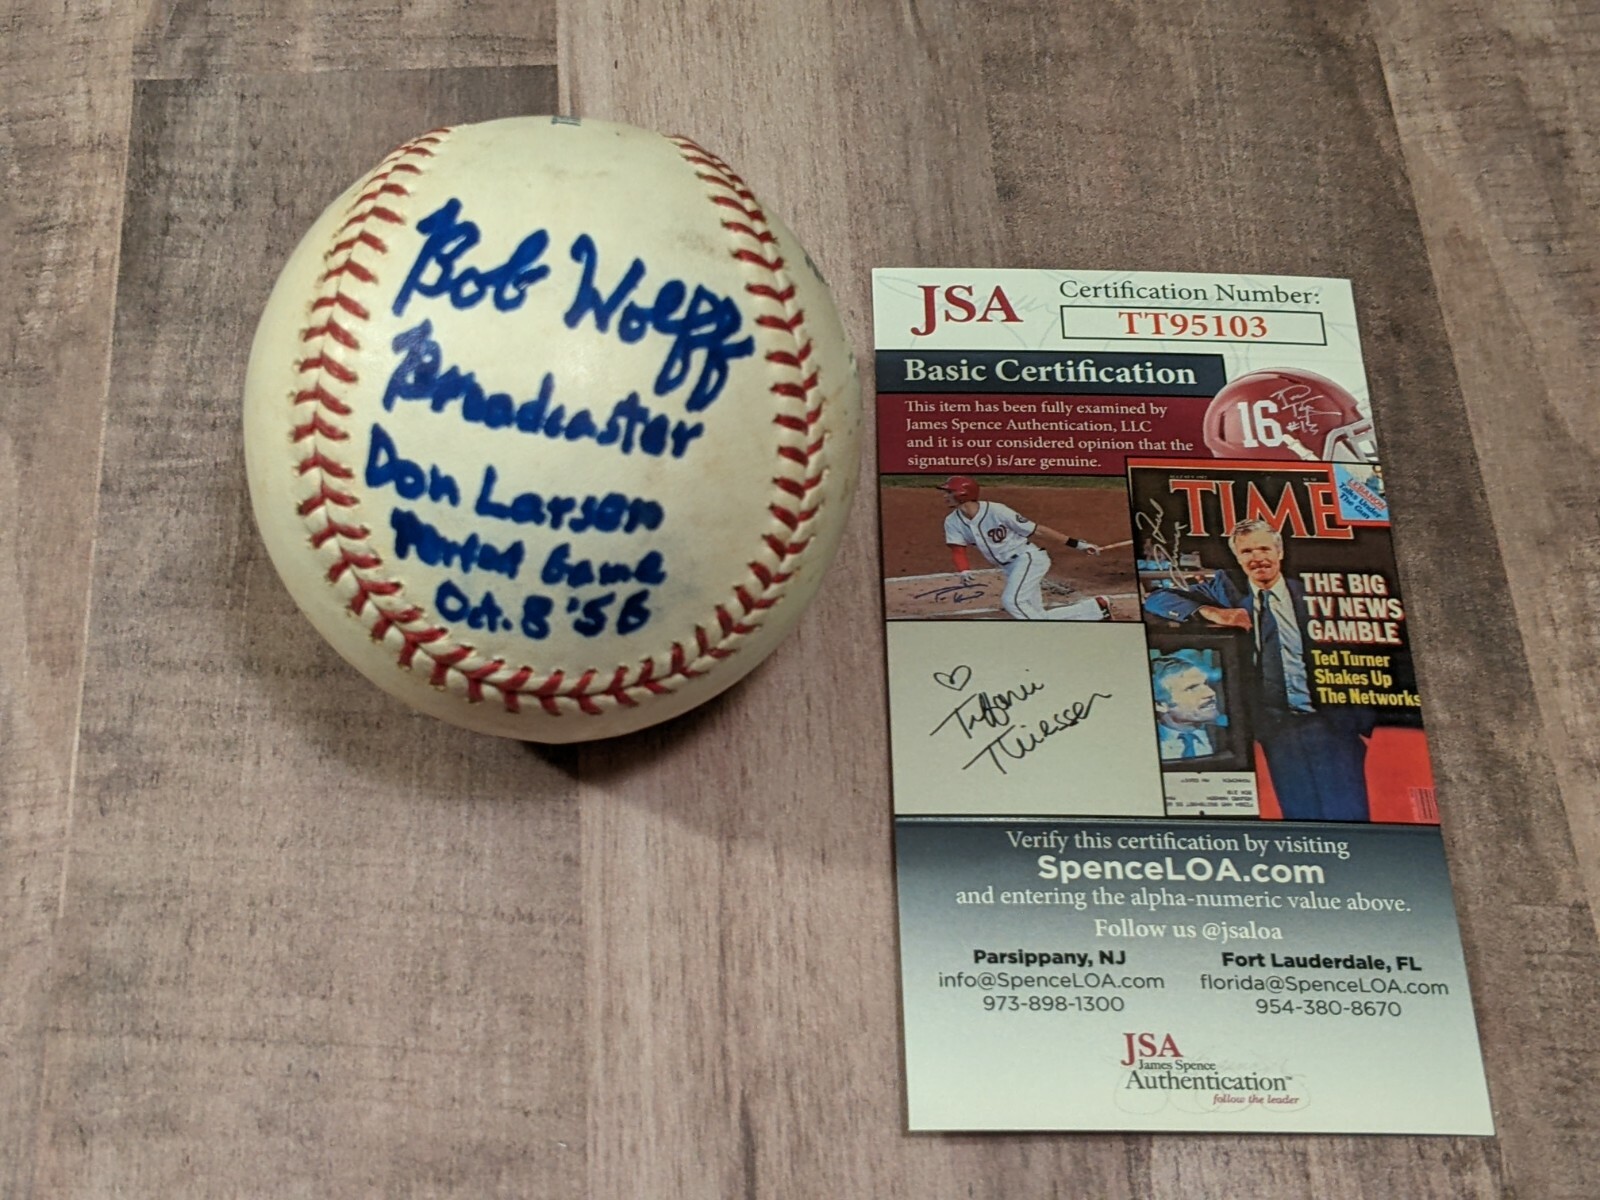 Bob Wolff
Broadcaster
Don Larsen
Perfect Game
Oct. 8 '56
JSA
Certification Number:
TT95103
Basic Certification
This item has been fully examined by
James Spence Authentication, LLC
and it is our considered opinion that the
signature(s) is/are genuine.
16
TIME
LEBANON
THE BIG
TV NEWS
GAMBLE
Ted Turner
Shakes Up
The Networks
Tiffani
Thiessen
Verify this certification by visiting
SpenceLOA.com
and entering the alpha-numeric value above.
Follow us @jsaloa
Parsippany, NJ
info@SpenceLOA.com
973-898-1300
Fort Lauderdale, FL
florida@SpenceLOA.com
954-380-8670
JSA
James Spence
Authentication™
follow the leader